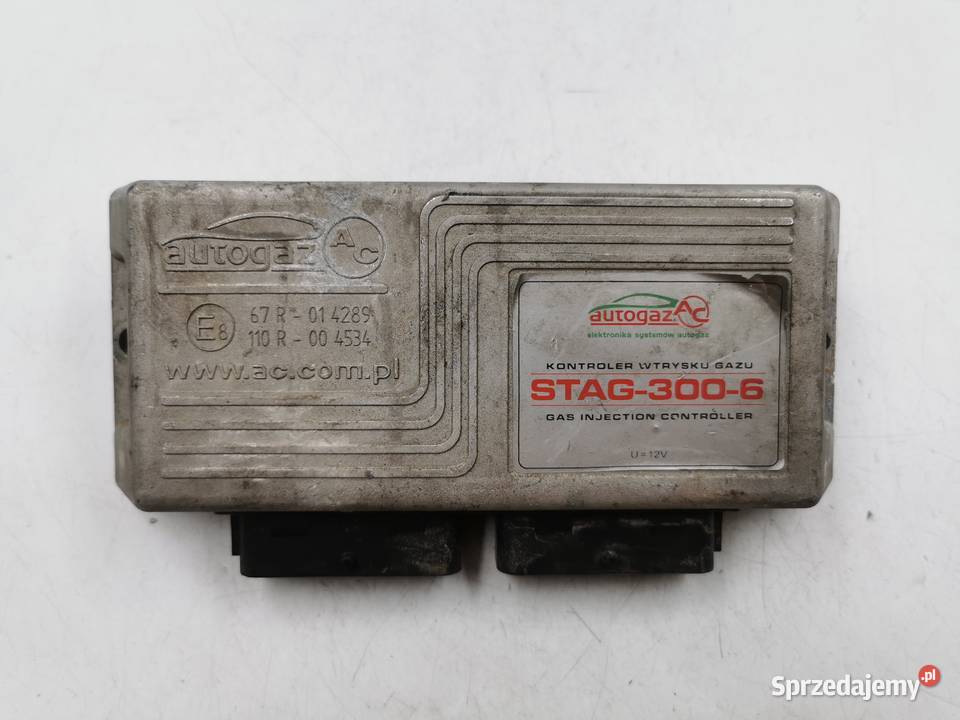 autogaz AC
E8
67 R - 01 4289
110 R - 00 4534
www.ac.com.pl
autogaz AC
elektronika systemów autogaz
KONTROLER WTRYSKU GAZU
STAG-300-6
GAS INJECTION CONTROLLER
U = 12V
Sprzedajemy.pl